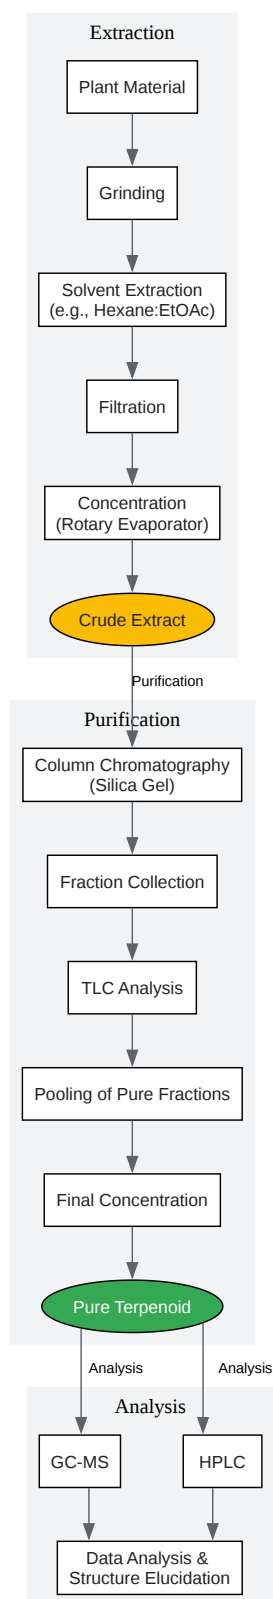 Extraction
Plant Material
Grinding
Solvent Extraction
(e.g., Hexane:EtOAc)
Filtration
Concentration
(Rotary Evaporator)
Crude Extract
Purification
Purification
Column Chromatography
(Silica Gel)
Fraction Collection
TLC Analysis
Pooling of Pure Fractions
Final Concentration
Pure Terpenoid
Analysis
Analysis
Analysis
GC-MS
HPLC
Data Analysis &
Structure Elucidation